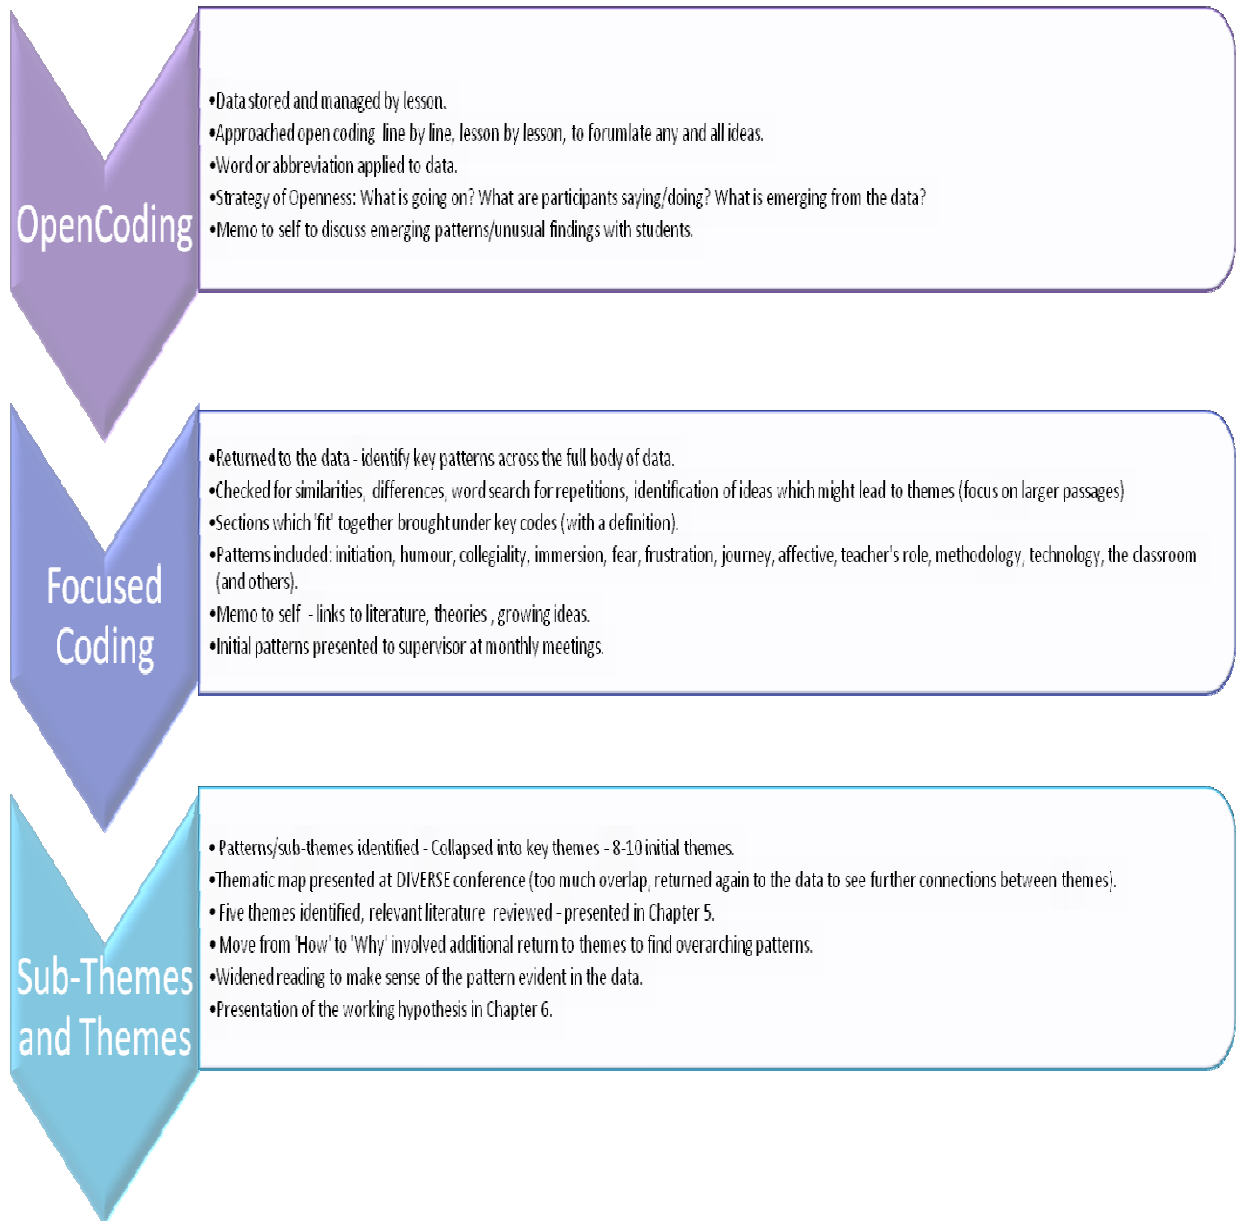 OpenCoding
•Data stored and managed by lesson.
•Approached open coding line by line, lesson by lesson, to forumlate any and all ideas.
•Word or abbreviation applied to data.
•Strategy of Openness: What is going on? What are participants saying/doing? What is emerging from the data?
•Memo to self to discuss emerging patterns/unusual findings with students.
Focused
Coding
•Returned to the data - identify key patterns across the full body of data.
•Checked for similarities, differences, word search for repetitions, identification of ideas which might lead to themes (focus on larger passages)
•Sections which 'fit' together brought under key codes (with a definition).
•Patterns included: initiation, humour, collegiality, immersion, fear, frustration, journey, affective, teacher's role, methodology, technology, the classroom
(and others).
•Memo to self - links to literature, theories , growing ideas.
•Initial patterns presented to supervisor at monthly meetings.
Sub-Themes
and Themes
• Patterns/sub-themes identified - Collapsed into key themes - 8-10 initial themes.
•Thematic map presented at DIVERSE conference (too much overlap, returned again to the data to see further connections between themes).
• Five themes identified, relevant literature reviewed - presented in Chapter 5.
• Move from 'How' to 'Why' involved additional return to themes to find overarching patterns.
•Widened reading to make sense of the pattern evident in the data.
•Presentation of the working hypothesis in Chapter 6.